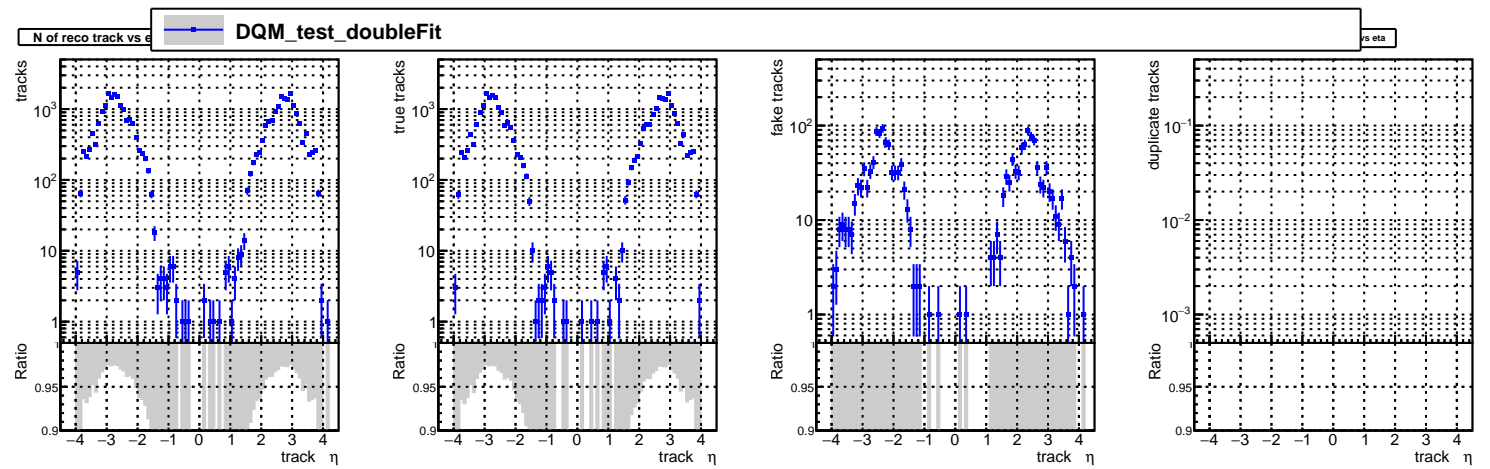 DQM_test_doubleFit
N of reco track vs e
vs eta
tracks
10³
10²
10
1
Ratio
1
0.95
0.9
−4 −3 −2 −1 0 1 2 3 4
track η
true tracks
10³
10²
10
1
Ratio
1
0.95
0.9
−4 −3 −2 −1 0 1 2 3 4
track η
fake tracks
10²
10
1
Ratio
1
0.95
0.9
−4 −3 −2 −1 0 1 2 3 4
track η
duplicate tracks
10⁻¹
10⁻²
10⁻³
Ratio
1
0.95
0.9
−4 −3 −2 −1 0 1 2 3 4
track η